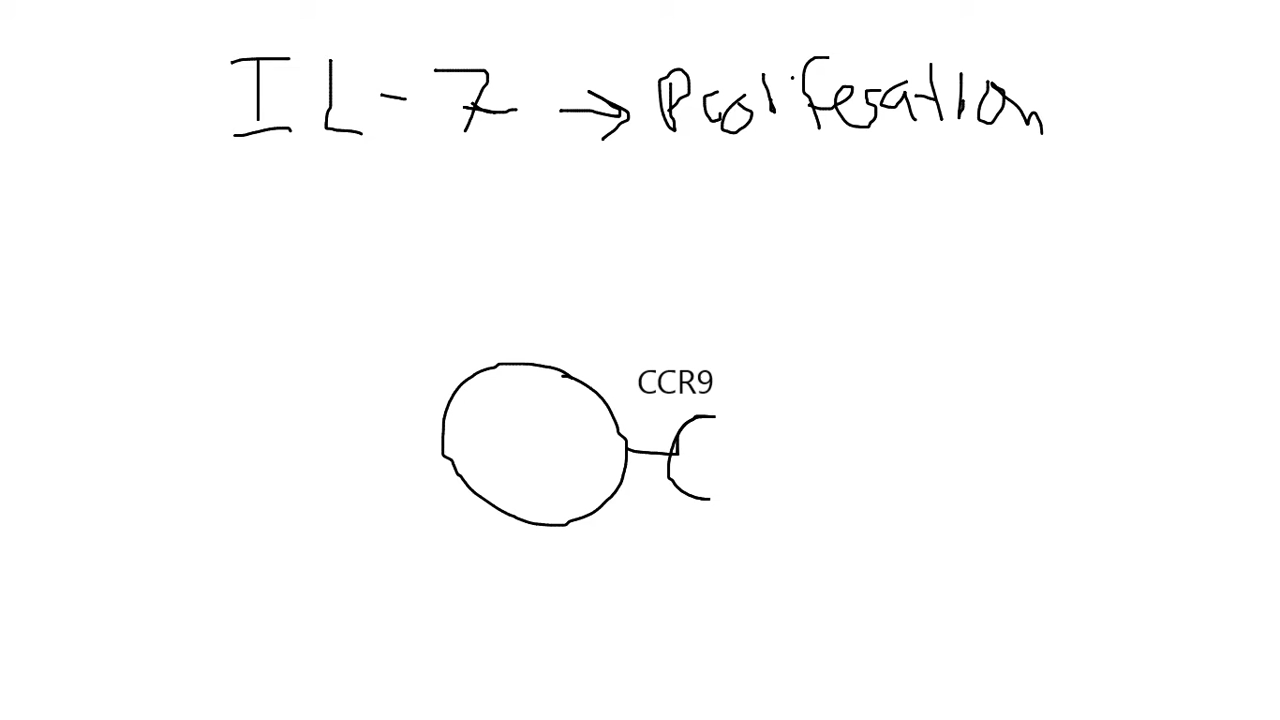 IL-7 → Proliferation
CCR9